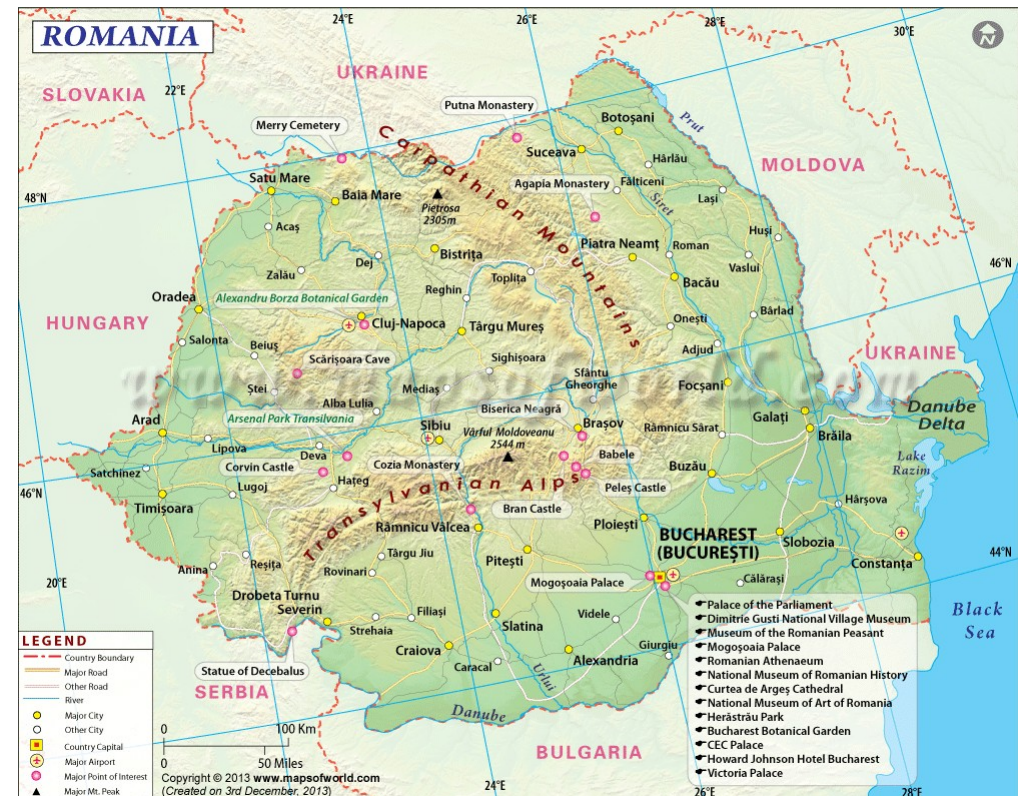 ROMANIA
24°E
26°E
28°E
30°E
N
UKRAINE
SLOVAKIA
22°E
Putna Monastery
Merry Cemetery
Botoșani
Prut
Carpathian Mountains
Suceava
Hârlău
MOLDOVA
Satu Mare
Agapia Monastery
Fălticeni
48°N
Baia Mare
Pietrosa
2305m
Siret
Lași
Acaș
Huși
Piatra Neamț
Roman
Bistrița
Dej
Vaslui
46°N
Zalău
Toplița
Bacău
Reghin
Oradea
Alexandru Borza Botanical Garden
HUNGARY
Cluj-Napoca
Târgu Mureș
Onești
Bârlad
Salonta
Beiuș
Adjud
UKRAINE
Scărișoara Cave
Sighișoara
www.mapsofworld.com
Sfântu
Gheorghe
Ștei
Mediaș
Focșani
Alba Lulia
Danube
Delta
Arad
Arsenal Park Transilvania
Biserica Neagră
Galați
Sibiu
Vârful Moldoveanu
2544 m
Brașov
Râmnicu Sărat
Brăila
Lipova
Deva
Babele
Lake
Razim
Satchinez
Corvin Castle
Cozia Monastery
Buzău
46°N
Lugoj
Hațeg
Transylvanian Alps
Peleș Castle
Hârșova
Timișoara
Bran Castle
Râmnicu Vâlcea
Ploiești
BUCHAREST
(BUCUREȘTI)
Slobozia
Târgu Jiu
Pitești
44°N
Reșița
Constanța
Anina
Rovinari
20°E
Mogoșoaia Palace
Călărași
Drobeta Turnu
Severin
Filiași
Slatina
Videle
Black
Sea
Strehaia
Craiova
Giurgiu
Caracal
Alexandria
Urlui
Statue of Decebalus
SERBIA
Danube
BULGARIA
Palace of the Parliament
Dimitrie Gusti National Village Museum
Museum of the Romanian Peasant
Mogoșoaia Palace
Romanian Athenaeum
National Museum of Romanian History
Curtea de Argeș Cathedral
National Museum of Art of Romania
Herăstrău Park
Bucharest Botanical Garden
CEC Palace
Howard Johnson Hotel Bucharest
Victoria Palace
LEGEND
Country Boundary
Major Road
Other Road
River
Major City
Other City
Country Capital
Major Airport
Major Point of Interest
Major Mt. Peak
0 100 Km
0 50 Miles
Copyright © 2013 www.mapsofworld.com
(Created on 3rd December, 2013)
24°E
26°E
28°E